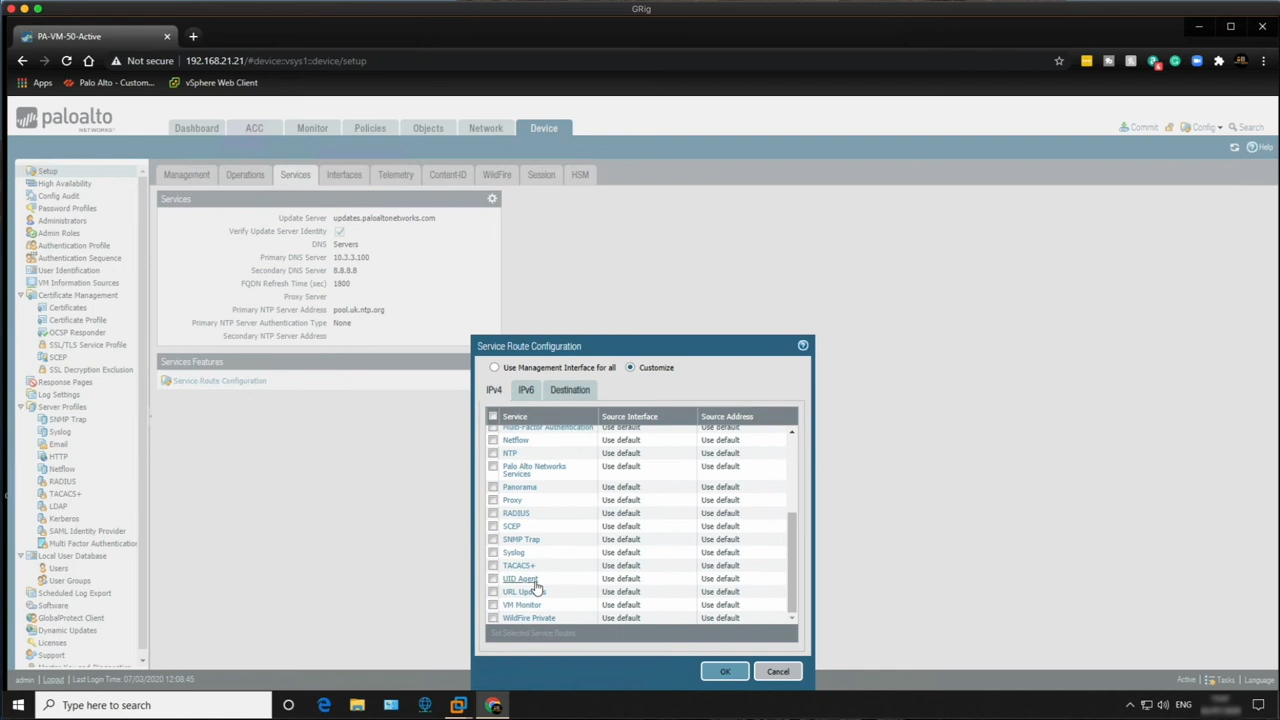 GRig
PA-VM-50-Active
Not secure 192.168.21.21/#device:vsys1:device/setup
Apps Palo Alto - Custom... vSphere Web Client
paloalto
NETWORKS
Dashboard ACC Monitor Policies Objects Network Device
Commit Config Search
Help
Setup
High Availability
Config Audit
Password Profiles
Administrators
Admin Roles
Authentication Profile
Authentication Sequence
User Identification
VM Information Sources
Certificate Management
Certificates
Certificate Profile
OCSP Responder
SSL/TLS Service Profile
SCEP
SSL Decryption Exclusion
Response Pages
Log Settings
Server Profiles
SNMP Trap
Syslog
Email
HTTP
Netflow
RADIUS
TACACS+
LDAP
Kerberos
SAML Identity Provider
Multi Factor Authentication
Local User Database
Users
User Groups
Scheduled Log Export
Software
GlobalProtect Client
Dynamic Updates
Licenses
Support
Master Key and Diagnostics
Management Operations Services Interfaces Telemetry Content-ID WildFire Session HSM
Services
Update Server updates.paloaltonetworks.com
Verify Update Server Identity
DNS Servers
Primary DNS Server 10.3.3.100
Secondary DNS Server 8.8.8.8
FQDN Refresh Time (sec) 1800
Proxy Server
Primary NTP Server Address pool.uk.ntp.org
Primary NTP Server Authentication Type None
Secondary NTP Server Address
Services Features
Service Route Configuration
Service Route Configuration
Use Management Interface for all Customize
IPv4 IPv6 Destination
Service Source Interface Source Address
Multi-Factor Authentication Use default Use default
Netflow Use default Use default
NTP Use default Use default
Palo Alto Networks Services Use default Use default
Panorama Use default Use default
Proxy Use default Use default
RADIUS Use default Use default
SCEP Use default Use default
SNMP Trap Use default Use default
Syslog Use default Use default
TACACS+ Use default Use default
UID Agent Use default Use default
URL Updates Use default Use default
VM Monitor Use default Use default
WildFire Private Use default Use default
Set Selected Service Routes
OK Cancel
admin Logout Last Login Time: 07/03/2020 12:08:45
Active Tasks Language
Type here to search
ENG